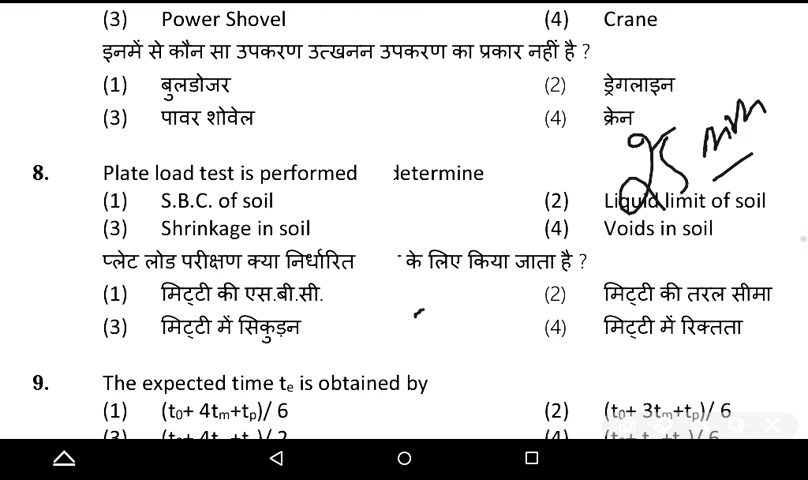 (3) Power Shovel (4) Crane
इनमें से कौन सा उपकरण उत्खनन उपकरण का प्रकार नहीं है ?
(1) बुलडोजर (2) ड्रेगलाइन
(3) पावर शोवेल (4) क्रेन
25 min
8. Plate load test is performed determine
(1) S.B.C. of soil (2) Liquid limit of soil
(3) Shrinkage in soil (4) Voids in soil
प्लेट लोड परीक्षण क्या निर्धारित के लिए किया जाता है ?
(1) मिट्टी की एस.बी.सी. (2) मिट्टी की तरल सीमा
(3) मिट्टी में सिकुड़न (4) मिट्टी में रिक्तता
9. The expected time te is obtained by
(1) (t0+ 4tm+tp)/ 6 (2) (t0+ 3tm+tp)/ 6